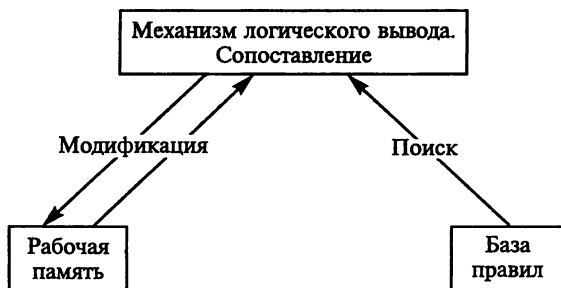 Механизм логического вывода.
Сопоставление
Модификация
Поиск
Рабочая
память
База
правил